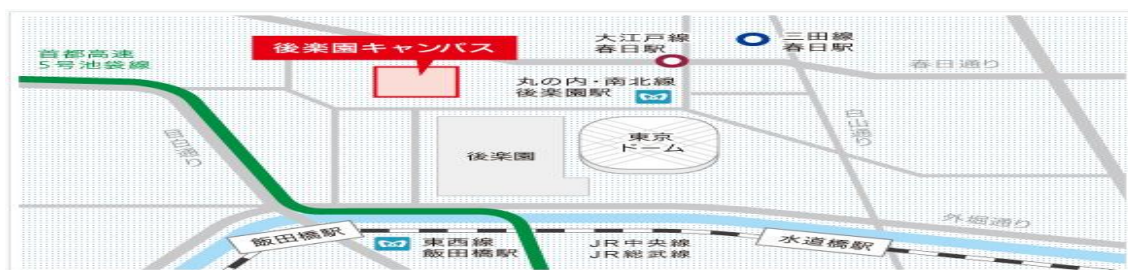 首都高速
5号池袋線
後楽園キャンパス
大江戸線
春日駅
三田線
春日駅
春日通り
丸の内・南北線
後楽園駅
目白通り
白山通り
東京
ドーム
後楽園
外堀通り
飯田橋駅
東西線
飯田橋駅
JR中央線
JR総武線
水道橋駅